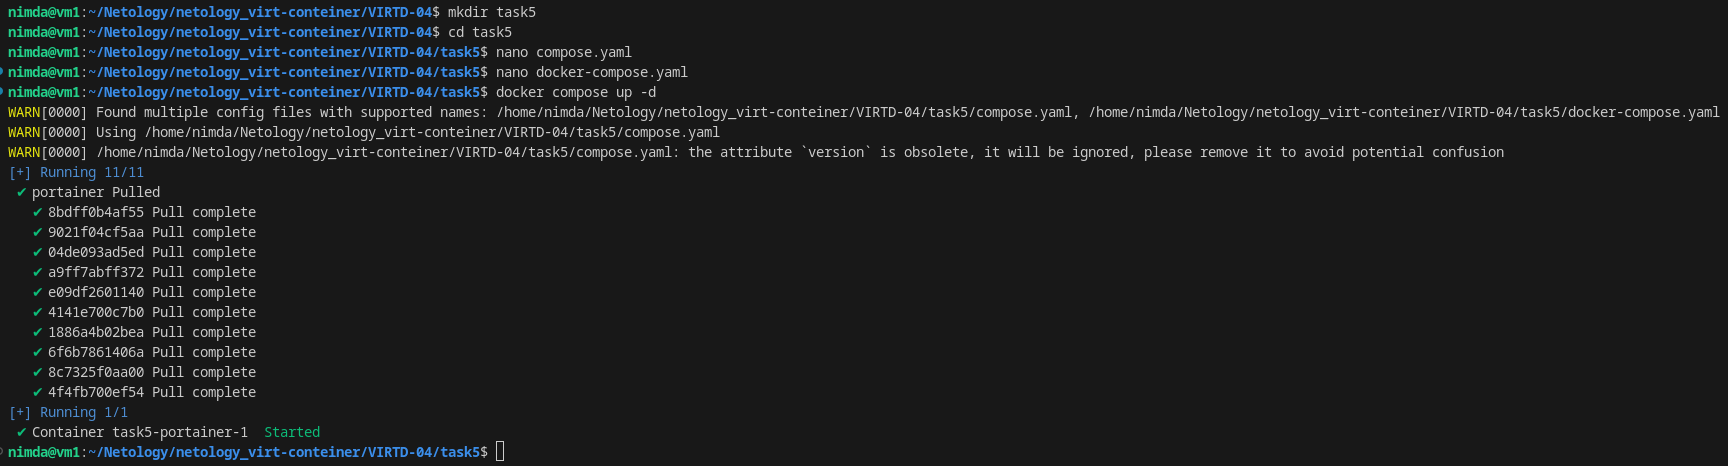 nimda@vm1:~/Netology/netology_virt-conteiner/VIRTD-04$ mkdir task5
nimda@vm1:~/Netology/netology_virt-conteiner/VIRTD-04$ cd task5
nimda@vm1:~/Netology/netology_virt-conteiner/VIRTD-04/task5$ nano compose.yaml
nimda@vm1:~/Netology/netology_virt-conteiner/VIRTD-04/task5$ nano docker-compose.yaml
nimda@vm1:~/Netology/netology_virt-conteiner/VIRTD-04/task5$ docker compose up -d
WARN[0000] Found multiple config files with supported names: /home/nimda/Netology/netology_virt-conteiner/VIRTD-04/task5/compose.yaml, /home/nimda/Netology/netology_virt-conteiner/VIRTD-04/task5/docker-compose.yaml
WARN[0000] Using /home/nimda/Netology/netology_virt-conteiner/VIRTD-04/task5/compose.yaml
WARN[0000] /home/nimda/Netology/netology_virt-conteiner/VIRTD-04/task5/compose.yaml: the attribute `version` is obsolete, it will be ignored, please remove it to avoid potential confusion
[+] Running 11/11
✔ portainer Pulled
✔ 8bdff0b4af55 Pull complete
✔ 9021f04cf5aa Pull complete
✔ 04de093ad5ed Pull complete
✔ a9ff7abff372 Pull complete
✔ e09df2601140 Pull complete
✔ 4141e700c7b0 Pull complete
✔ 1886a4b02bea Pull complete
✔ 6f6b7861406a Pull complete
✔ 8c7325f0aa00 Pull complete
✔ 4f4fb700ef54 Pull complete
[+] Running 1/1
✔ Container task5-portainer-1 Started
nimda@vm1:~/Netology/netology_virt-conteiner/VIRTD-04/task5$